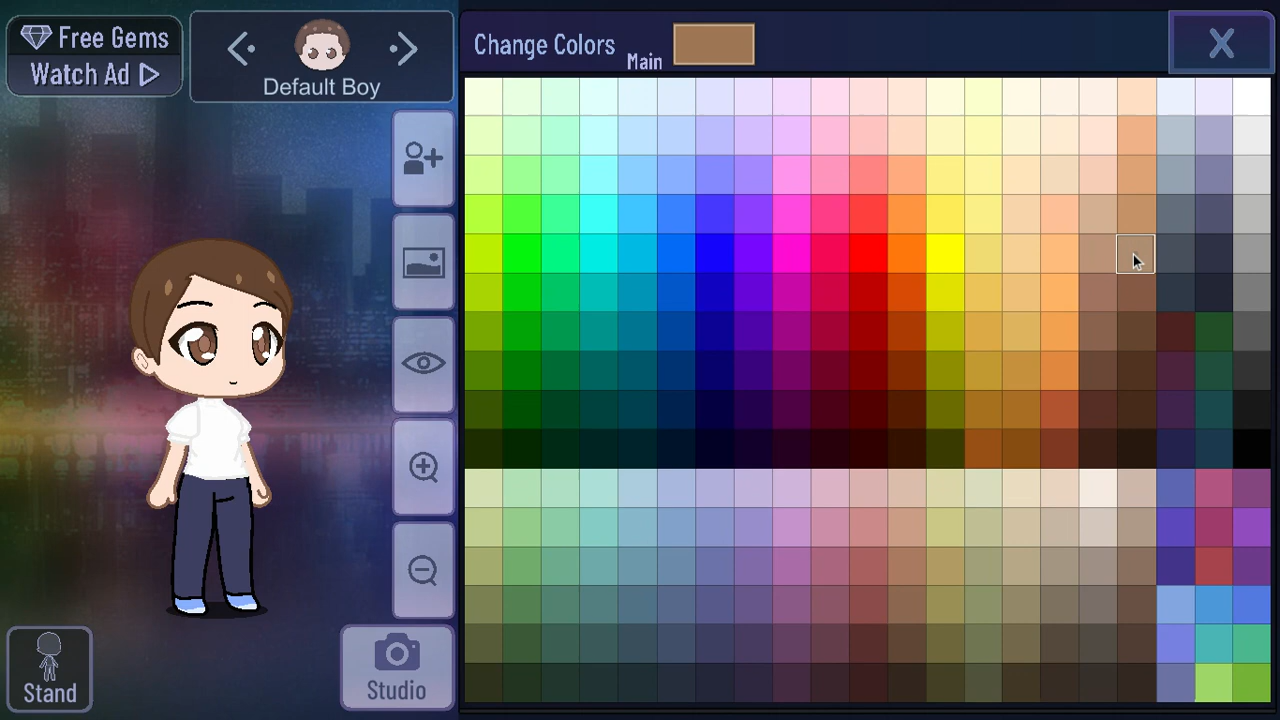 Free Gems
Watch Ad
Default Boy
Change Colors
Main
X
Stand
Studio